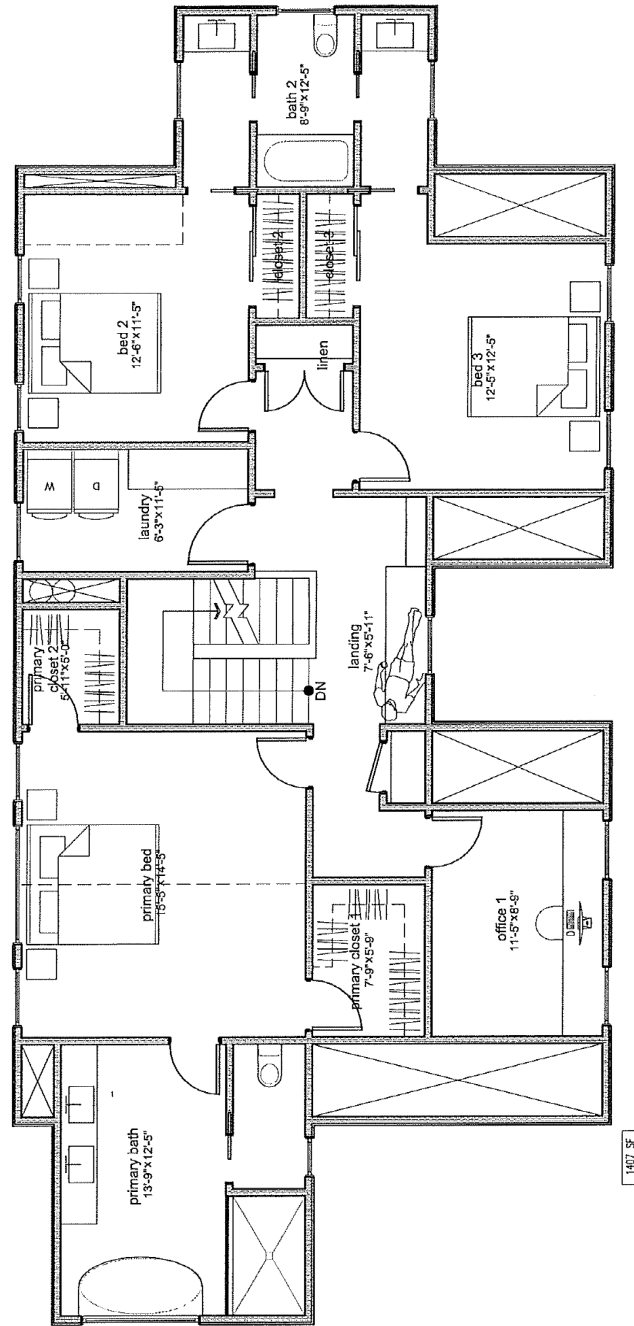 bath 2
8'-9"X12'-5"
closet 2
closet 3
bed 2
12'-6"X11'-5"
linen
bed 3
12'-5"X12'-5"
W
D
laundry
6'-3"X11'-5"
primary
closet 2
5'-11"X5'-0"
DN
landing
7'-6"X5'-11"
primary bed
15'-5"X14'-5"
primary closet 1
7'-9"X5'-9"
office 1
11'-5"X8'-9"
primary bath
13'-9"X12'-5"
1407 SF